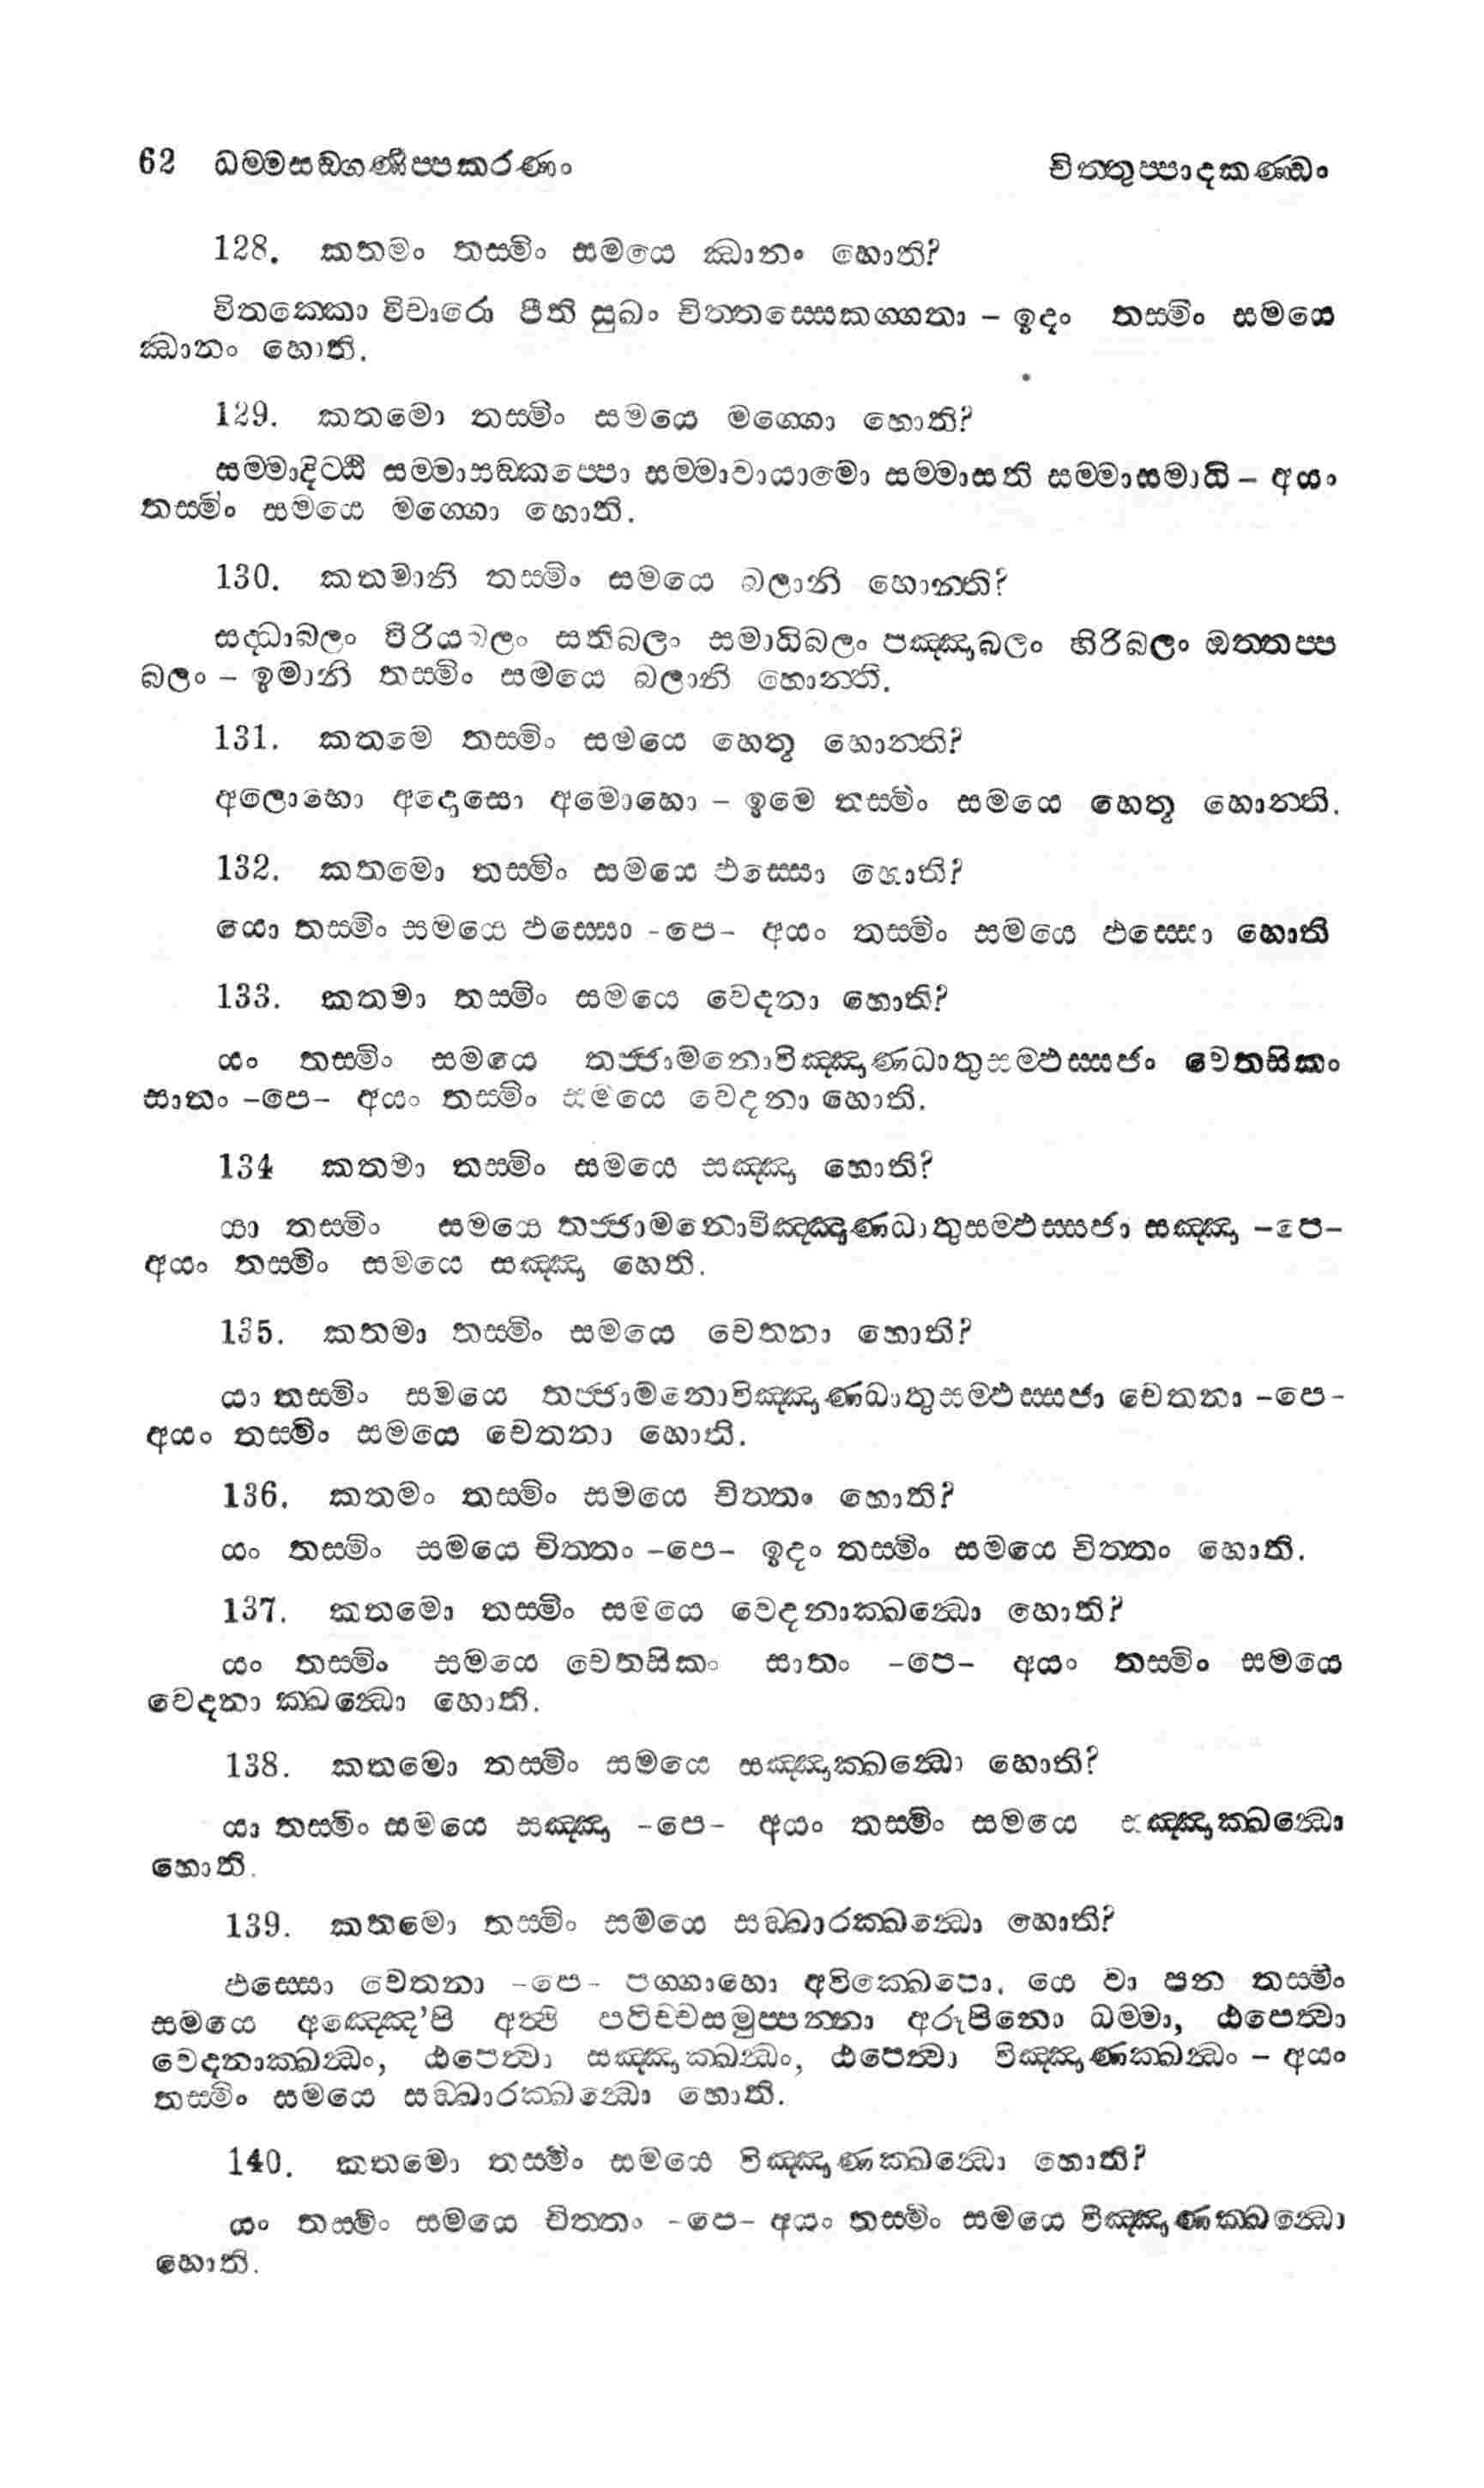 62 ධම්මසඞ්ගණීප්පකරණං චිත්තුප්පාදකණ්ඩං
128. කතමං තස්මිං සමයෙ ඣානං හොති?
විතක්කො විචාරො පීති සුඛං චිත්තස්සෙකග්ගතා – ඉදං තස්මිං සමයෙ
ඣානං හොති.
129. කතමො තස්මිං සමයෙ මග්ගො හොති?
සම්මාදිට්ඨි සම්මාසඞ්කප්පො සම්මාවායාමො සම්මාසති සම්මාසමාධි – අයං
තස්මිං සමයෙ මග්ගො හොති.
130. කතමානි තස්මිං සමයෙ බලානි හොන්ති?
සද්ධාබලං විරියබලං සතිබලං සමාධිබලං පඤ්ඤාබලං හිරිබලං ඔත්තප්ප
බලං – ඉමානි තස්මිං සමයෙ බලානි හොන්ති.
131. කතමෙ තස්මිං සමයෙ හෙතූ හොන්ති?
අලොභො අදොසො අමොහො – ඉමෙ තස්මිං සමයෙ හෙතූ හොන්ති.
132. කතමො තස්මිං සමයෙ ඵස්සො හොති?
යො තස්මිං සමයෙ ඵස්සො -පෙ- අයං තස්මිං සමයෙ ඵස්සො හොති
133. කතමා තස්මිං සමයෙ වෙදනා හොති?
යං තස්මිං සමයෙ තජ්ජාමනොවිඤ්ඤාණධාතුසම්ඵස්සජං චෙතසිකං
සාතං –පෙ– අයං තස්මිං සමයෙ වෙදනා හොති.
134 කතමා තස්මිං සමයෙ සඤ්ඤා හොති?
යා තස්මිං සමයෙ තජ්ජාමනොවිඤ්ඤාණධාතුසම්ඵස්සජා සඤ්ඤා –පෙ–
අයං තස්මිං සමයෙ සඤ්ඤා හෙති.
135. කතමා තස්මිං සමයෙ චෙතනා හොති?
යා තස්මිං සමයෙ තජ්ජාමනොවිඤ්ඤාණධාතුසම්ඵස්සජා චෙතනා –පෙ–
අයං තස්මිං සමයෙ චෙතනා හොති.
136. කතමං තස්මිං සමයෙ චිත්තං හොති?
යං තස්මිං සමයෙ චිත්තං –පෙ– ඉදං තස්මිං සමයෙ චිත්තං හොති.
137. කතමො තස්මිං සමයෙ වෙදනාක්ඛන්ධො හොති?
යං තස්මිං සමයෙ චෙතසිකං සාතං –පෙ– අයං තස්මිං සමයෙ
වෙදනා ක්ඛන්ධො හොති.
138. කතමො තස්මිං සමයෙ සඤ්ඤාක්ඛන්ධො හොති?
යා තස්මිං සමයෙ සඤ්ඤා –පෙ– අයං තස්මිං සමයෙ සඤ්ඤාක්ඛන්ධො
හොති.
139. කතමො තස්මිං සමයෙ සඞ්ඛාරක්ඛන්ධො හොති?
ඵස්සො චෙතනා –පෙ– පග්ගාහො අවික්ඛෙපො, යෙ වා පන තස්මිං
සමයෙ අඤ්ඤෙ'පි අත්ථි පටිච්චසමුප්පන්නා අරූපිනො ධම්මා, ඨපෙත්වා
වෙදනාක්ඛන්ධං, ඨපෙත්වා සඤ්ඤාක්ඛන්ධං, ඨපෙත්වා විඤ්ඤාණක්ඛන්ධං – අයං
තස්මිං සමයෙ සඞ්ඛාරක්ඛන්ධො හොති.
140. කතමො තස්මිං සමයෙ විඤ්ඤාණක්ඛන්ධො හොති?
යං තස්මිං සමයෙ චිත්තං -පෙ– අයං තස්මිං සමයෙ විඤ්ඤාණක්ඛන්ධො
හොති.